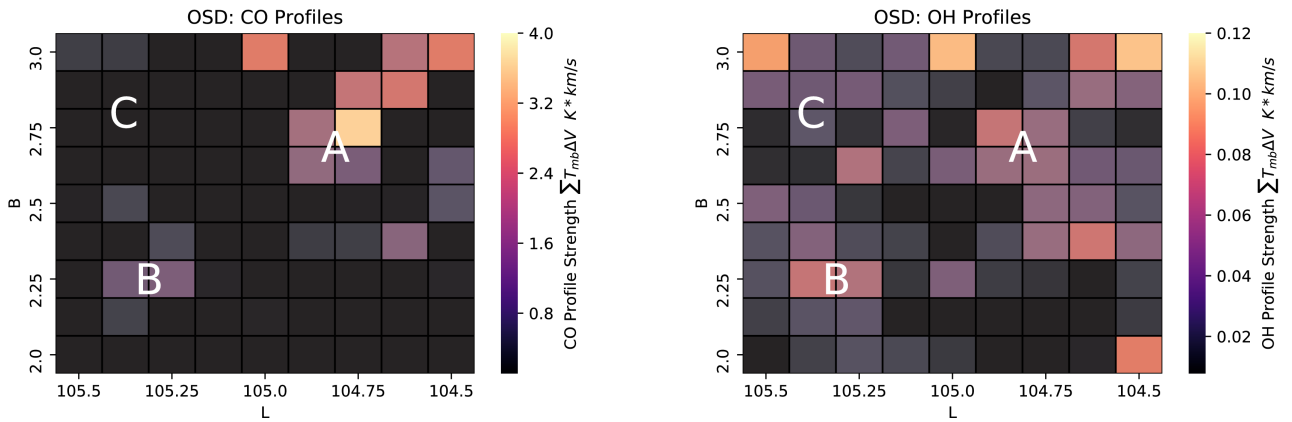 OSD: CO Profiles
3.0
2.75
2.5
2.25
2.0
B
C
A
B
105.5
105.25
105.0
104.75
104.5
L
4.0
3.2
2.4
1.6
0.8
CO Profile Strength ∑T_mbΔV K*km/s
OSD: OH Profiles
3.0
2.75
2.5
2.25
2.0
B
C
A
B
105.5
105.25
105.0
104.75
104.5
L
0.12
0.10
0.08
0.06
0.04
0.02
OH Profile Strength ∑T_mbΔV K*km/s